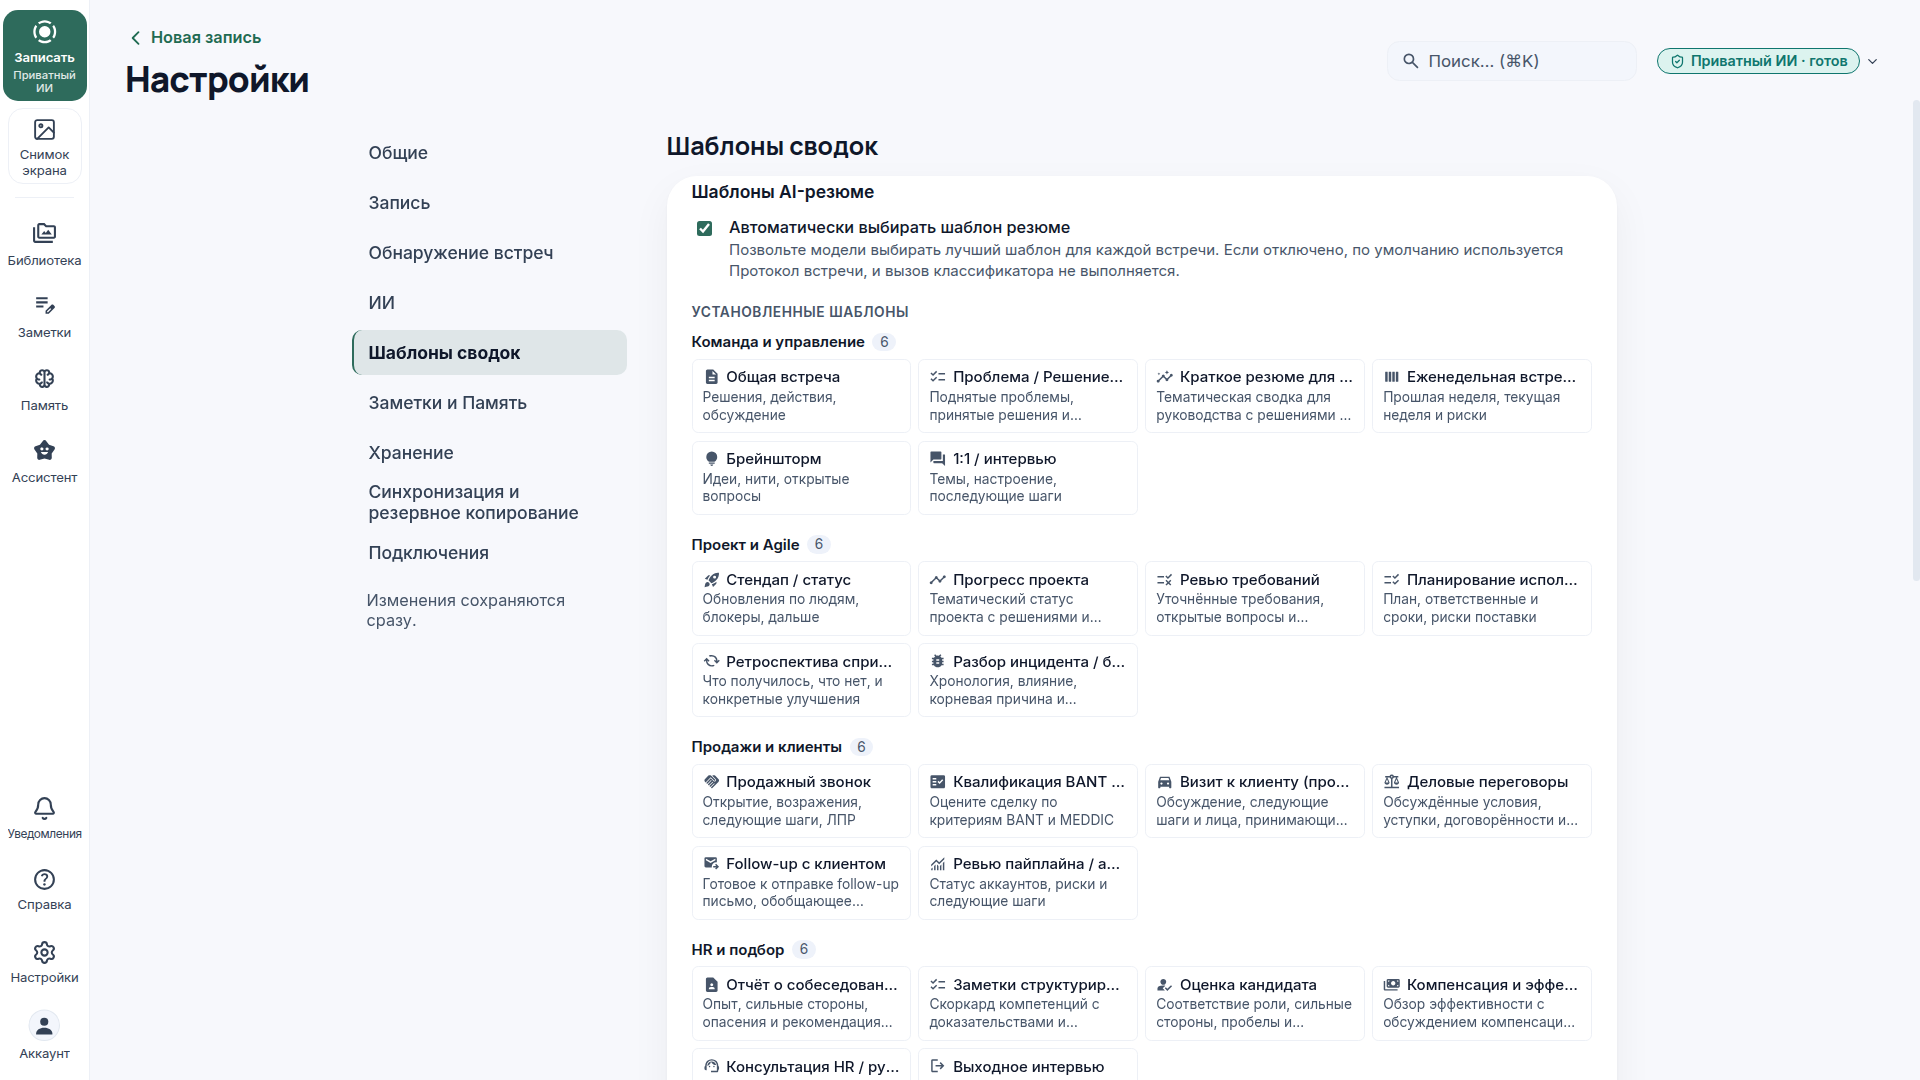 Записать
Приватный
ИИ
Снимок
экрана
Библиотека
Заметки
Память
Ассистент
Уведомления
Справка
Настройки
Аккаунт
Новая запись
Настройки
Поиск... (⌘K)
Приватный ИИ · готов
Общие
Запись
Обнаружение встреч
ИИ
Шаблоны сводок
Заметки и Память
Хранение
Синхронизация и
резервное копирование
Подключения
Изменения сохраняются
сразу.
Шаблоны сводок
Шаблоны AI-резюме
Автоматически выбирать шаблон резюме
Позвольте модели выбирать лучший шаблон для каждой встречи. Если отключено, по умолчанию используется
Протокол встречи, и вызов классификатора не выполняется.
УСТАНОВЛЕННЫЕ ШАБЛОНЫ
Команда и управление 6
Общая встреча
Решения, действия,
обсуждение
Проблема / Решение...
Поднятые проблемы,
принятые решения и...
Краткое резюме для ...
Тематическая сводка для
руководства с решениями ...
Еженедельная встре...
Прошлая неделя, текущая
неделя и риски
Брейншторм
Идеи, нити, открытые
вопросы
1:1 / интервью
Темы, настроение,
последующие шаги
Проект и Agile 6
Стендап / статус
Обновления по людям,
блокеры, дальше
Прогресс проекта
Тематический статус
проекта с решениями и...
Ревью требований
Уточнённые требования,
открытые вопросы и...
Планирование испол...
План, ответственные и
сроки, риски поставки
Ретроспектива спри...
Что получилось, что нет, и
конкретные улучшения
Разбор инцидента / б...
Хронология, влияние,
корневая причина и...
Продажи и клиенты 6
Продажный звонок
Открытие, возражения,
следующие шаги, ЛПР
Квалификация BANT ...
Оцените сделку по
критериям BANT и MEDDIC
Визит к клиенту (про...
Обсуждение, следующие
шаги и лица, принимающи...
Деловые переговоры
Обсуждённые условия,
уступки, договорённости и...
Follow-up с клиентом
Готовое к отправке follow-up
письмо, обобщающее...
Ревью пайплайна / а...
Статус аккаунтов, риски и
следующие шаги
HR и подбор 6
Отчёт о собеседован...
Опыт, сильные стороны,
опасения и рекомендация...
Заметки структурир...
Скоркард компетенций с
доказательствами и...
Оценка кандидата
Соответствие роли, сильные
стороны, пробелы и...
Компенсация и эффе...
Обзор эффективности с
обсуждением компенсаци...
Консультация HR / ру...
Выходное интервью